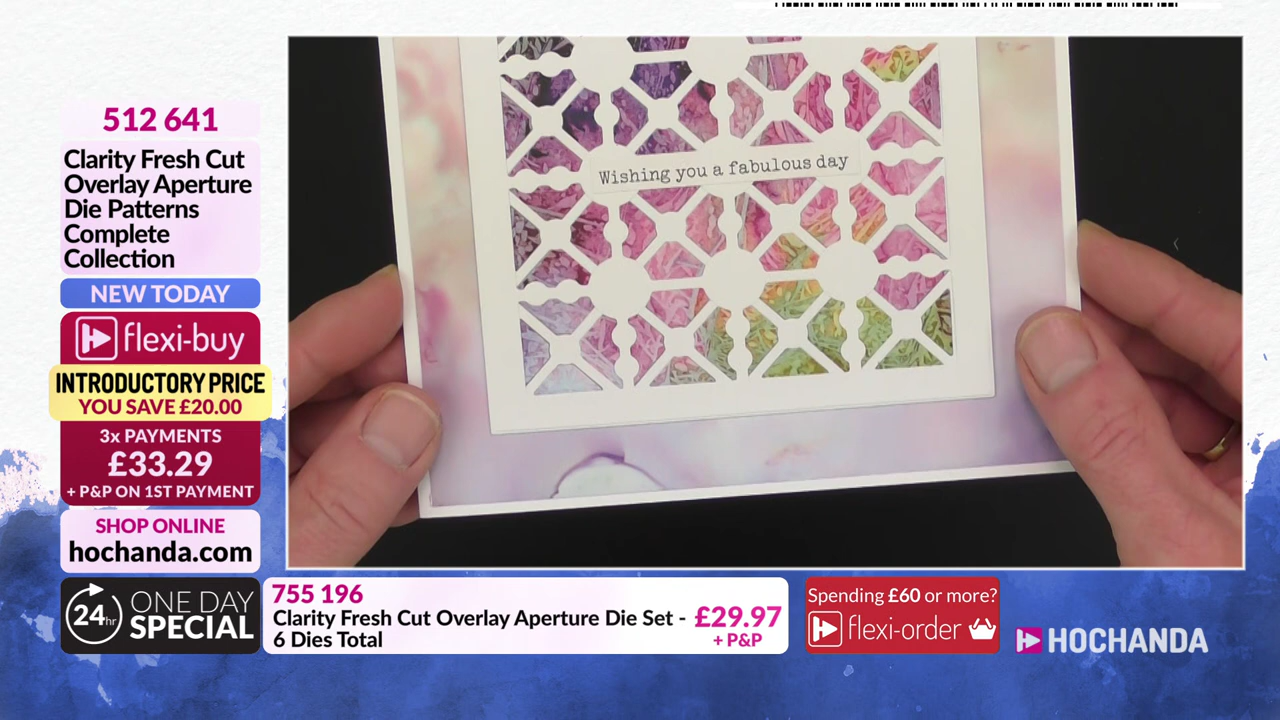 512 641
Clarity Fresh Cut
Overlay Aperture
Die Patterns
Complete
Collection
NEW TODAY
flexi-buy
INTRODUCTORY PRICE
YOU SAVE £20.00
3x PAYMENTS
£33.29
+ P&P ON 1ST PAYMENT
SHOP ONLINE
hochanda.com
Wishing you a fabulous day
24hr
ONE DAY
SPECIAL
755 196
Clarity Fresh Cut Overlay Aperture Die Set -
6 Dies Total
£29.97
+ P&P
Spending £60 or more?
flexi-order
HOCHANDA